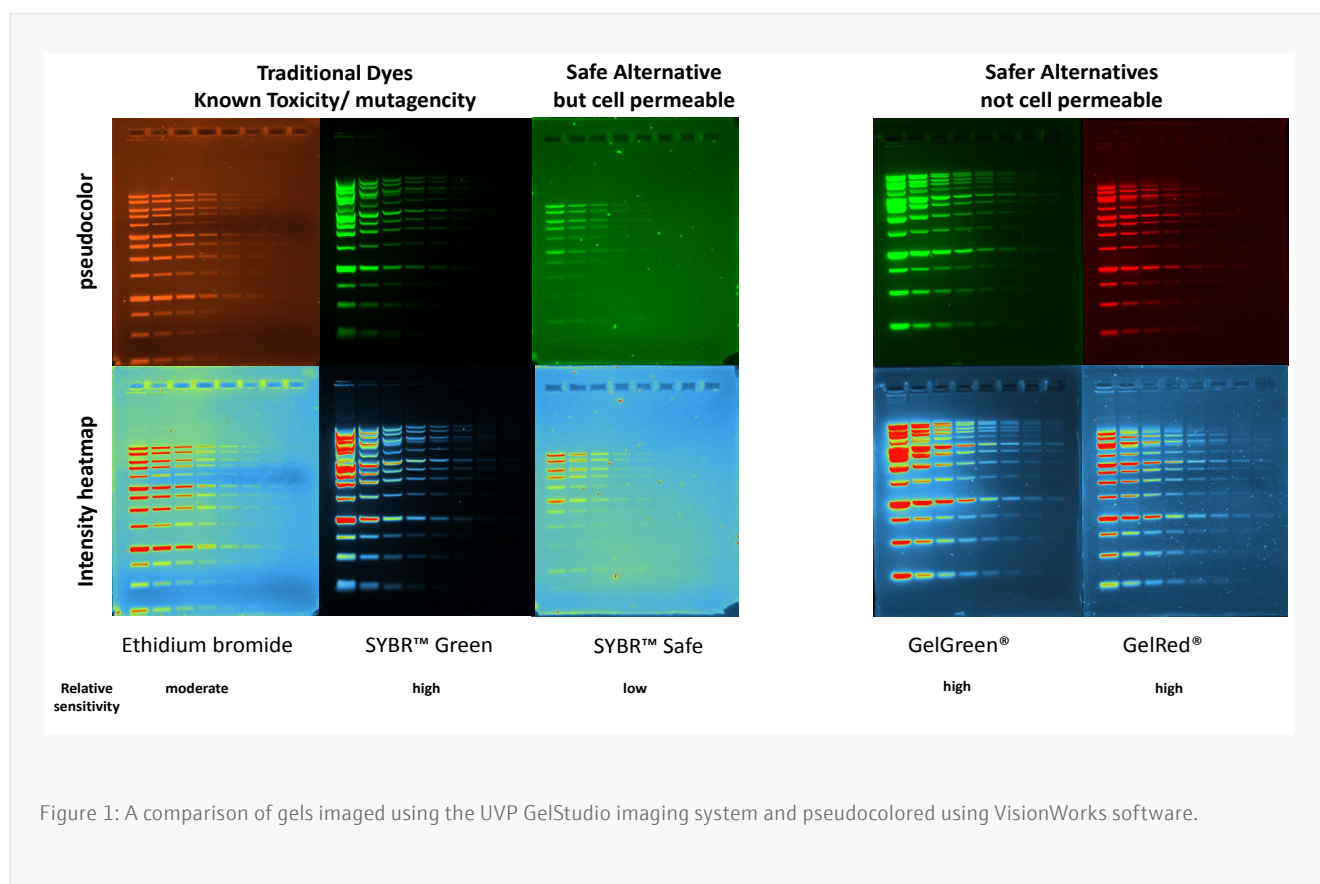 Traditional Dyes
Known Toxicity/ mutagencity
Safe Alternative
but cell permeable
Safer Alternatives
not cell permeable
pseudocolor
Intensity heatmap
Ethidium bromide
SYBR™ Green
SYBR™ Safe
GelGreen®
GelRed®
Relative
sensitivity
moderate
high
low
high
high
Figure 1: A comparison of gels imaged using the UVP GelStudio imaging system and pseudocolored using VisionWorks software.